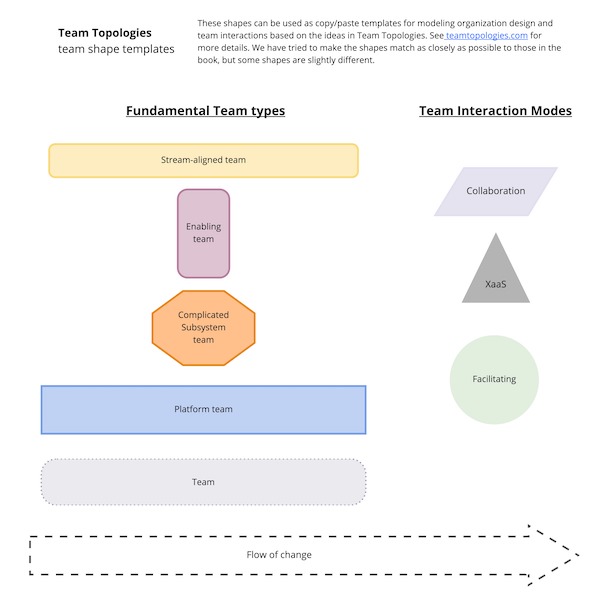 Team Topologies
team shape templates
These shapes can be used as copy/paste templates for modeling organization design and
team interactions based on the ideas in Team Topologies. See teamtopologies.com for
more details. We have tried to make the shapes match as closely as possible to those in the
book, but some shapes are slightly different.
Fundamental Team types
Team Interaction Modes
Stream-aligned team
Enabling
team
Complicated
Subsystem
team
Platform team
Team
Collaboration
XaaS
Facilitating
Flow of change